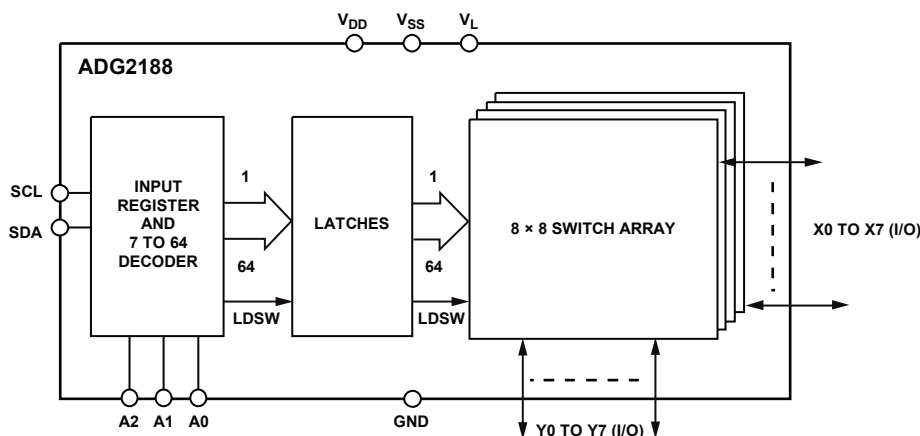 VDD VSS VL
ADG2188
SCL
SDA
INPUT
REGISTER
AND
7 TO 64
DECODER
1
64
LDSW
LATCHES
1
64
LDSW
8 × 8 SWITCH ARRAY
X0 TO X7 (I/O)
A2 A1 A0
GND
Y0 TO Y7 (I/O)